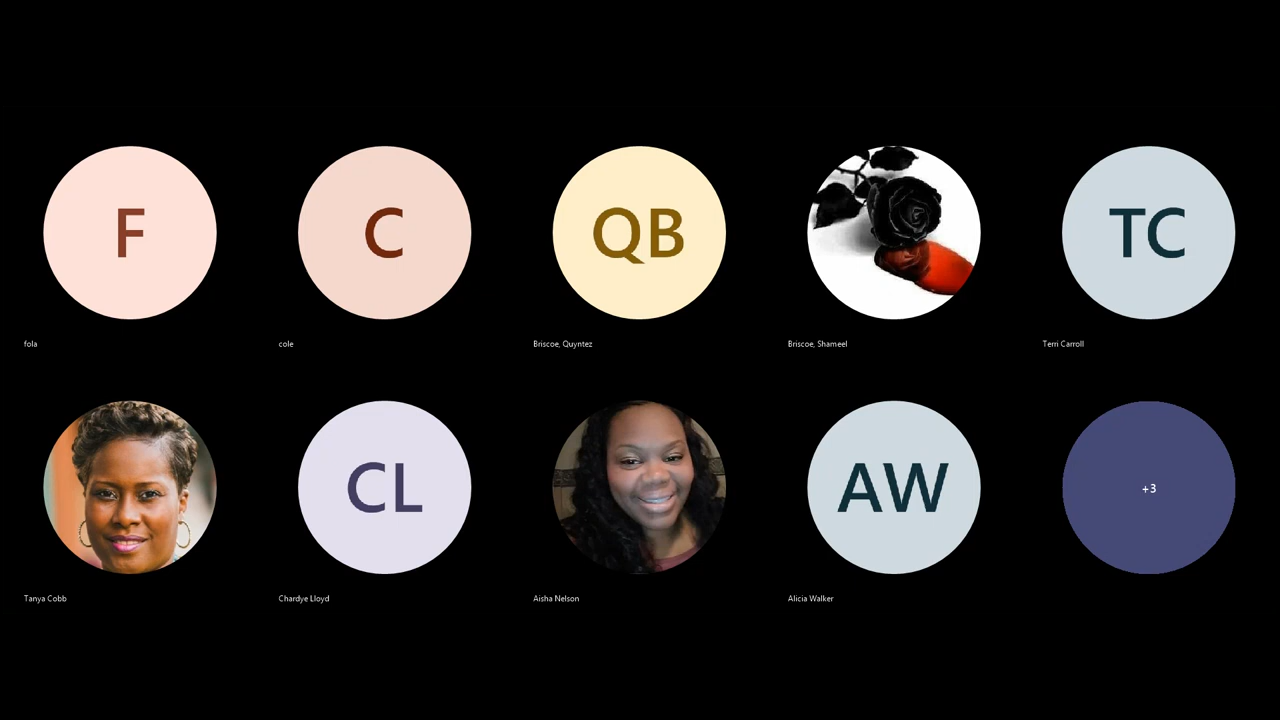 F
C
QB
TC
fola
cole
Briscoe, Quyntez
Briscoe, Shameel
Terri Carroll
CL
AW
+3
Tanya Cobb
Chardye Lloyd
Aisha Nelson
Alicia Walker